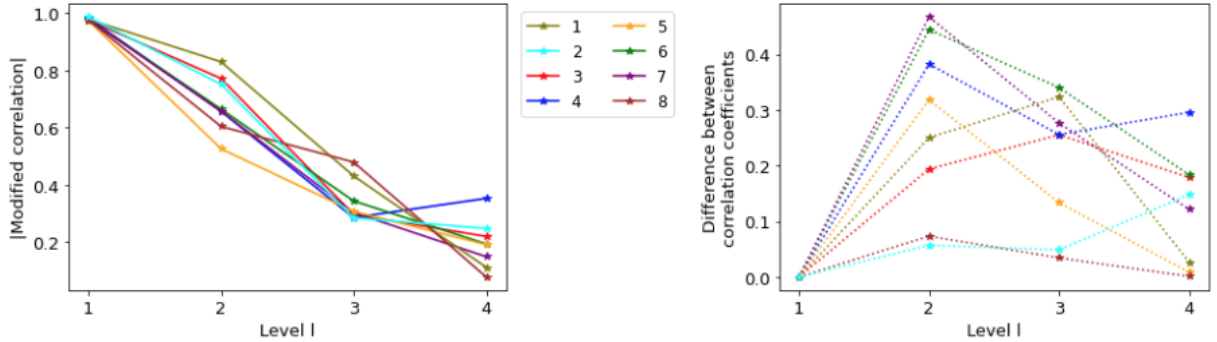 |Modified correlation|
1.0
0.8
0.6
0.4
0.2
1 2 3 4
Level l
1 5
2 6
3 7
4 8
Difference between
correlation coefficients
0.4
0.3
0.2
0.1
0.0
1 2 3 4
Level l